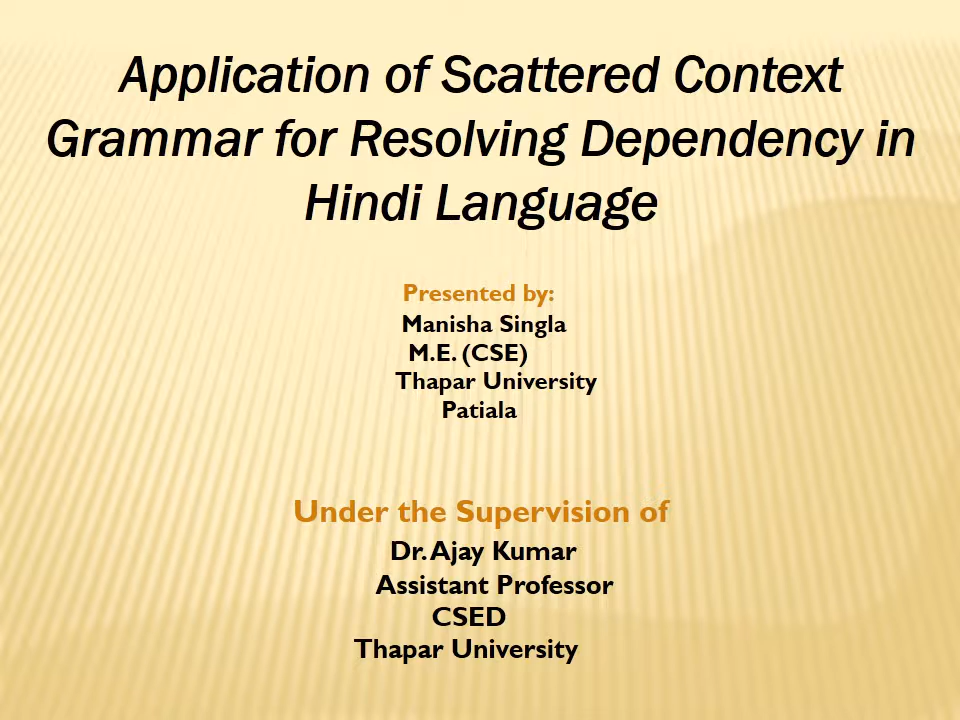 Application of Scattered Context
Grammar for Resolving Dependency in
Hindi Language
Presented by:
Manisha Singla
M.E. (CSE)
Thapar University
Patiala
Under the Supervision of
Dr. Ajay Kumar
Assistant Professor
CSED
Thapar University